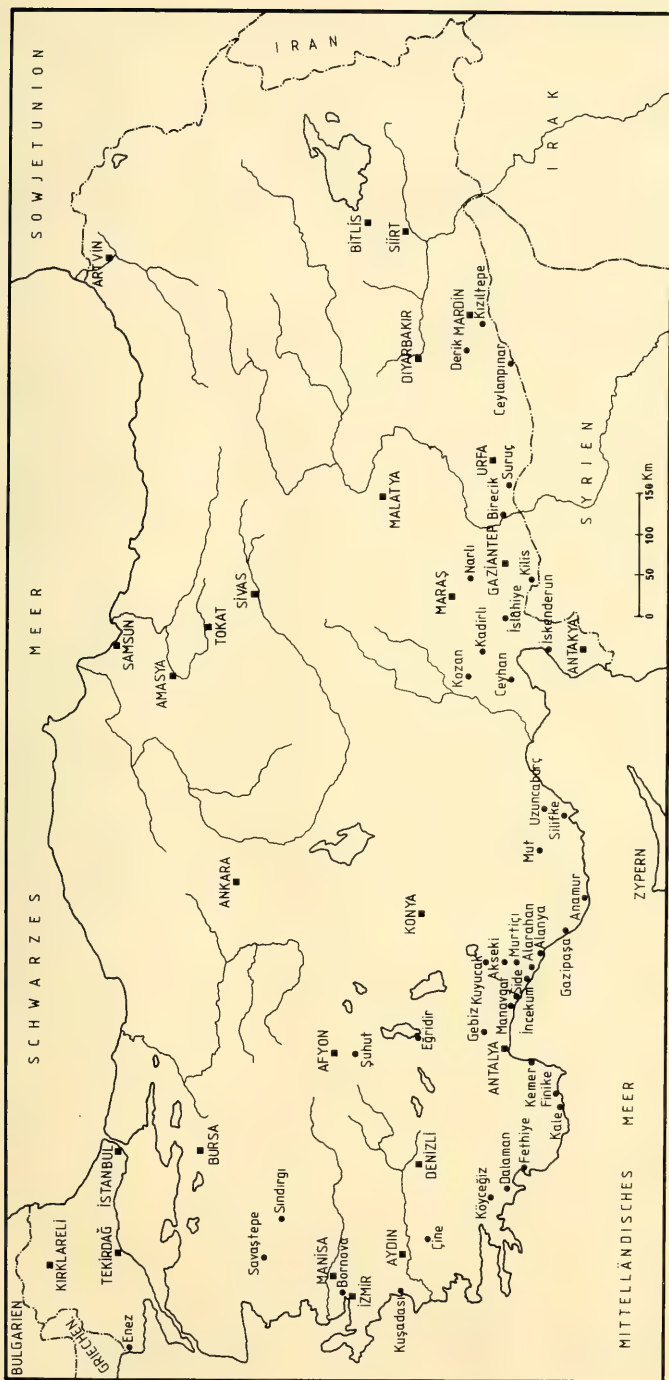 BULGARIEN
GRIECHEN
SCHWARZES MEER
SOWJETUNION
IRAN
IRAK
SYRIEN
ZYPERN
MITTELLÄNDISCHES MEER
KIRKLARELİ
TEKİRDAĞ
İSTANBUL
Enez
BURSA
Savaştepe
Sındırgı
MANİSA
Bornova
İZMİR
Kuşadası
AYDIN
Çine
DENİZLİ
AFYON
Şuhut
Eğridir
ANKARA
KONYA
SAMSUN
AMASYA
TOKAT
SİVAS
ARTVİN
BİTLİS
SİİRT
DİYARBAKIR
MALATYA
Derik
MARDİN
Kızıltepe
Ceylanpınar
URFA
Suruç
Birecik
GAZİANTEP
Kilis
Narlı
MARAŞ
Kadirli
İslâhiye
Kozan
Ceyhan
İskenderun
ANTAKYA
Uzuncaburç
Silifke
Mut
Anamur
Gazipaşa
Alanya
Alarahan
Murtiçı
Akseki
Kuyucak
İncekum
Side
Manavgat
Gebiz
ANTALYA
Kemer
Finike
Kale
Fethiye
Dalaman
Köyceğiz
0 50 100 150 Km